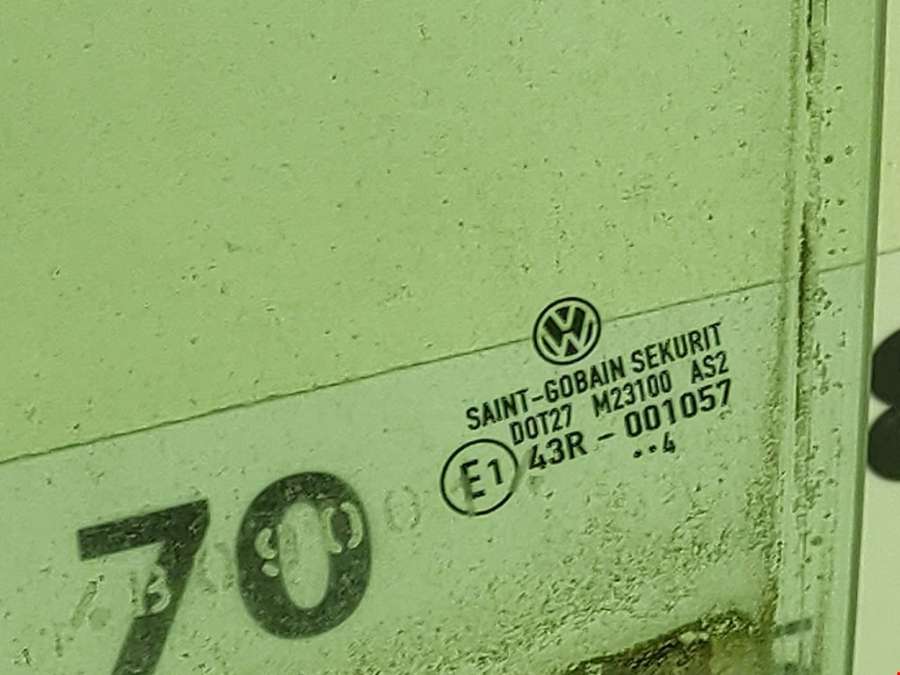 SAINT-GOBAIN SEKURIT
DOT27 M23100 AS2
E1 43R - 001057
..4
70